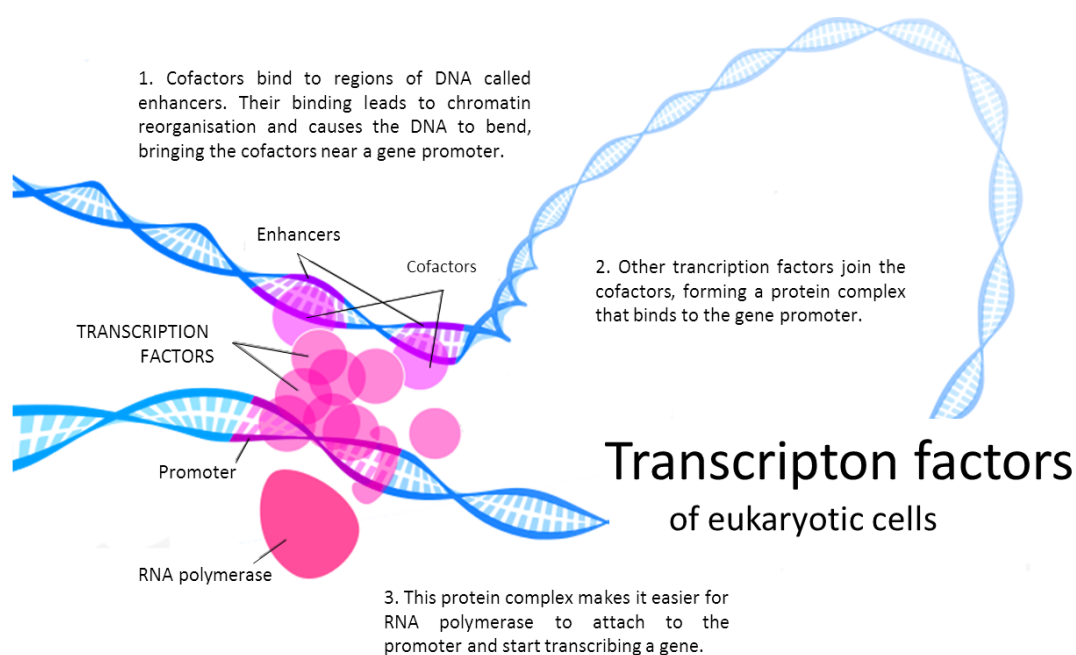 1. Cofactors bind to regions of DNA called
enhancers. Their binding leads to chromatin
reorganisation and causes the DNA to bend,
bringing the cofactors near a gene promoter.
Enhancers
Cofactors
2. Other trancription factors join the
cofactors, forming a protein complex
that binds to the gene promoter.
TRANSCRIPTION
FACTORS
Promoter
Transcripton factors
of eukaryotic cells
RNA polymerase
3. This protein complex makes it easier for
RNA polymerase to attach to the
promoter and start transcribing a gene.